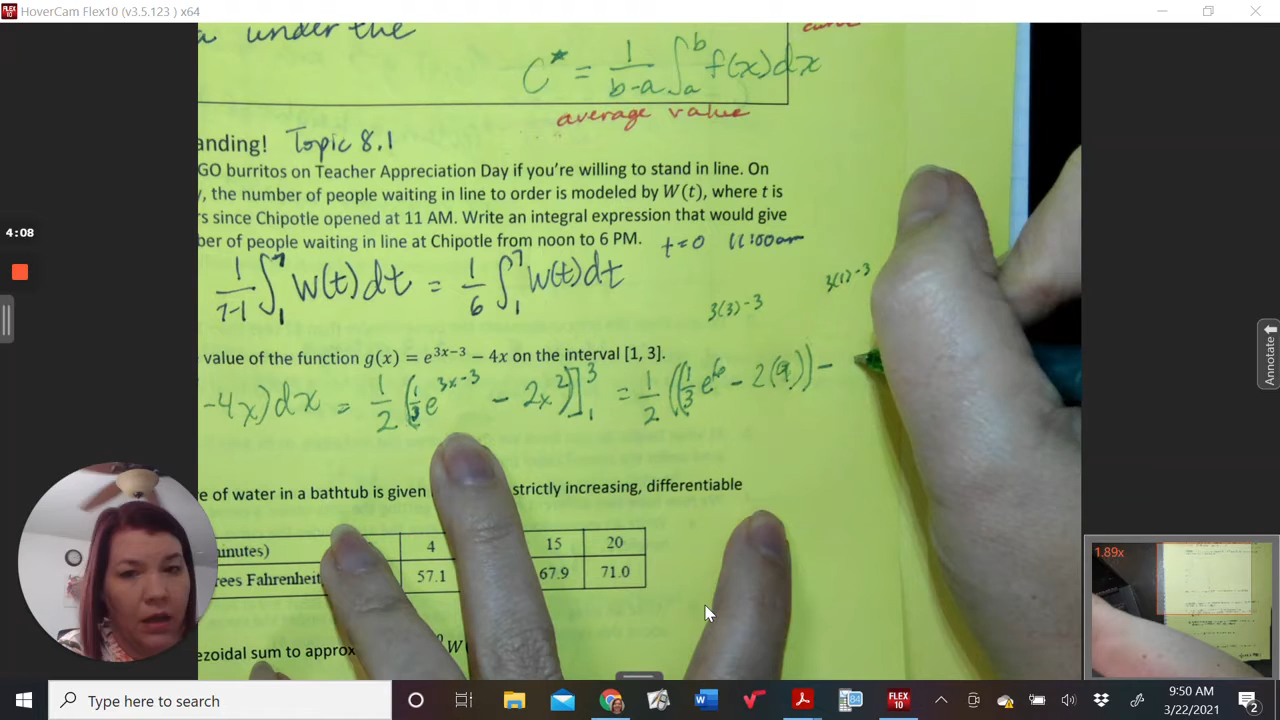 HoverCam Flex10 (v3.5.123) x64
a under the
C* = 1/(b-a) ∫_a^b f(x)dx
average value
anding! Topic 8.1
GO burritos on Teacher Appreciation Day if you're willing to stand in line. On
, the number of people waiting in line to order is modeled by W(t), where t is
rs since Chipotle opened at 11 AM. Write an integral expression that would give
ber of people waiting in line at Chipotle from noon to 6 PM. t=0 11:00am
4:08
1/(7-1) ∫_1^7 W(t)dt = 1/6 ∫_1^7 W(t)dt
3(3)-3 3(1)-3
value of the function g(x) = e^(3x-3) − 4x on the interval [1, 3].
-4x)dx = 1/2 (1/3 e^(3x-3) - 2x^2)]_1^3 = 1/2 ((1/3 e^6 - 2(9)) -
Annotate
e of water in a bathtub is given strictly increasing, differentiable
inutes) 4 15 20
rees Fahrenheit 57.1 67.9 71.0
ezoidal sum to approx W
1.89x
FLEX 10
Type here to search
9:50 AM
3/22/2021
2